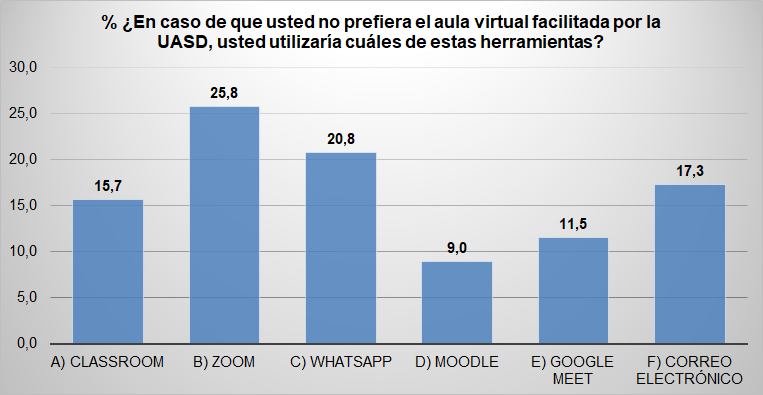 % ¿En caso de que usted no prefiera el aula virtual facilitada por la
UASD, usted utilizaría cuáles de estas herramientas?
30,0
25,0
20,0
15,0
10,0
5,0
0,0
15,7
25,8
20,8
9,0
11,5
17,3
A) CLASSROOM
B) ZOOM
C) WHATSAPP
D) MOODLE
E) GOOGLE
MEET
F) CORREO
ELECTRÓNICO